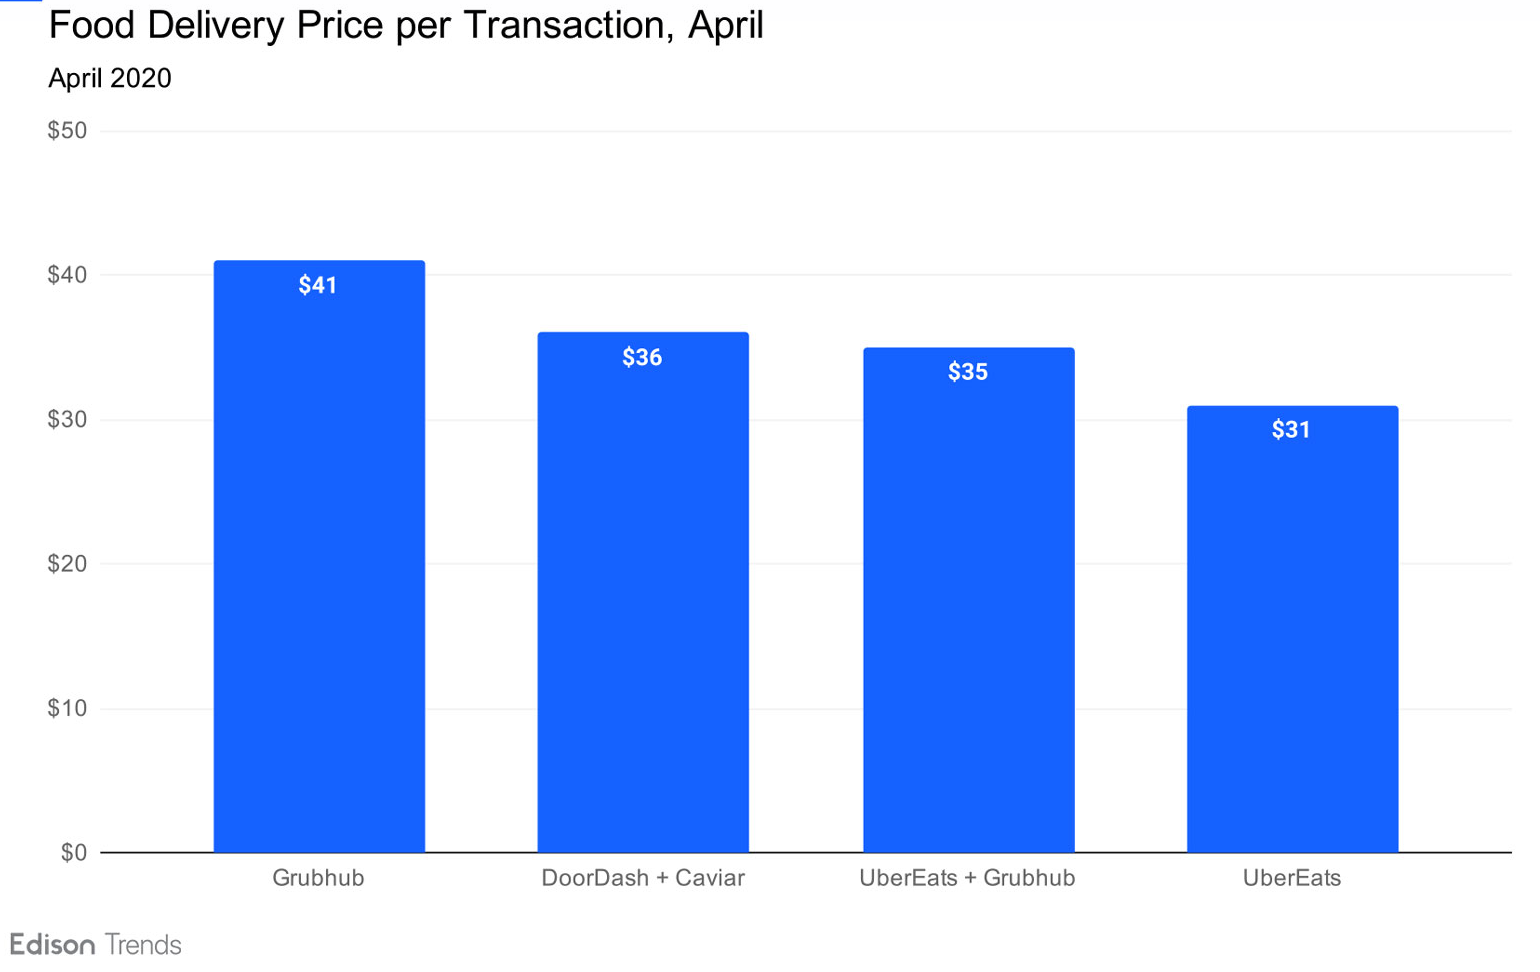 Food Delivery Price per Transaction, April
April 2020
$50
$40
$30
$20
$10
$0
$41
$36
$35
$31
Grubhub
DoorDash + Caviar
UberEats + Grubhub
UberEats
Edison Trends